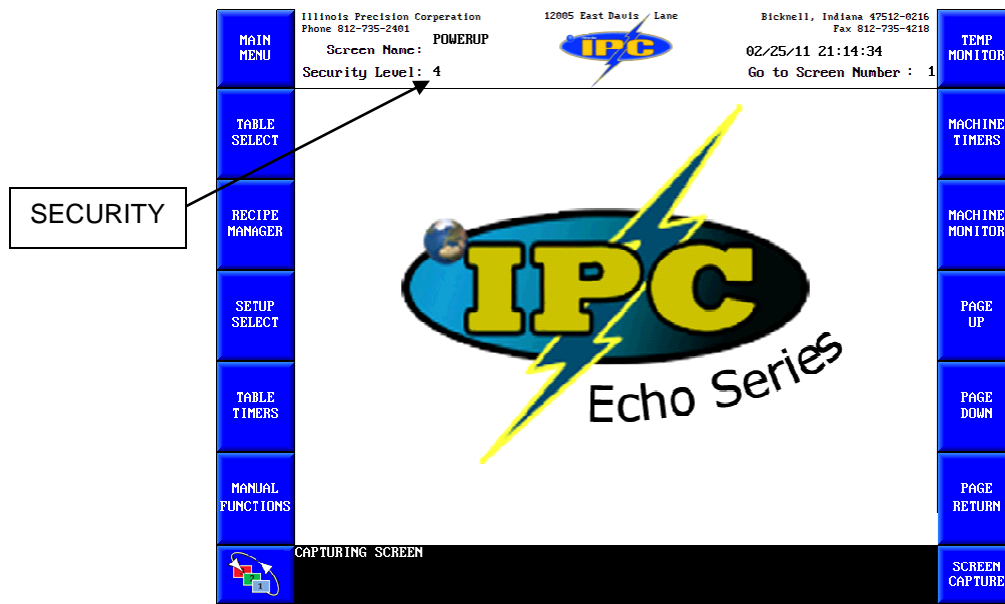 Illinois Precision Corperation
Phone 812-735-2401
12005 East Davis Lane
Bicknell, Indiana 47512-0216
Fax 812-735-4218
Screen Name: POWERUP
IPC
02/25/11 21:14:34
Security Level: 4
Go to Screen Number : 1
MAIN
MENU
TABLE
SELECT
RECIPE
MANAGER
SETUP
SELECT
TABLE
TIMERS
MANUAL
FUNCTIONS
SECURITY
IPC
Echo Series
TEMP
MONITOR
MACHINE
TIMERS
MACHINE
MONITOR
PAGE
UP
PAGE
DOWN
PAGE
RETURN
SCREEN
CAPTURE
CAPTURING SCREEN
1